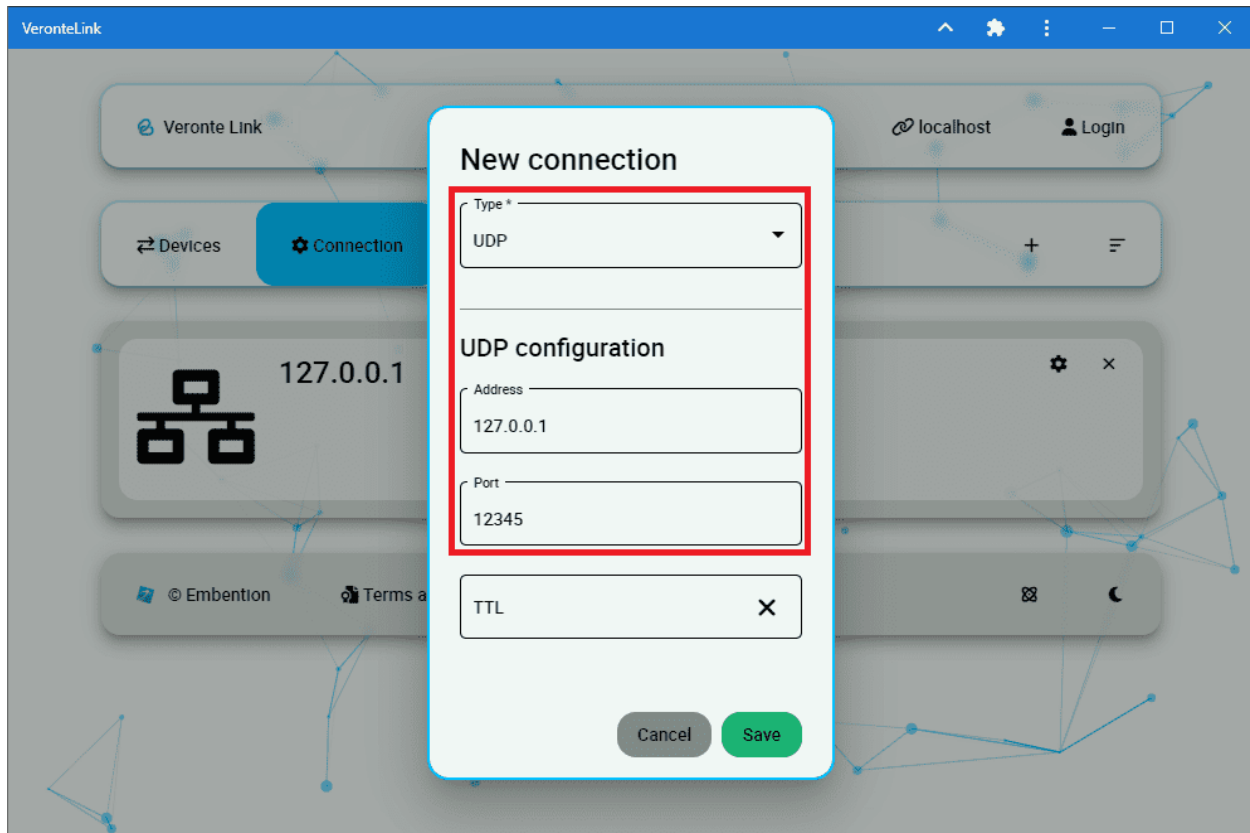 VeronteLink
Veronte Link
localhost
Login
Devices
Connection
127.0.0.1
© Embention
Terms a
New connection
Type *
UDP
UDP configuration
Address
127.0.0.1
Port
12345
TTL
Cancel
Save